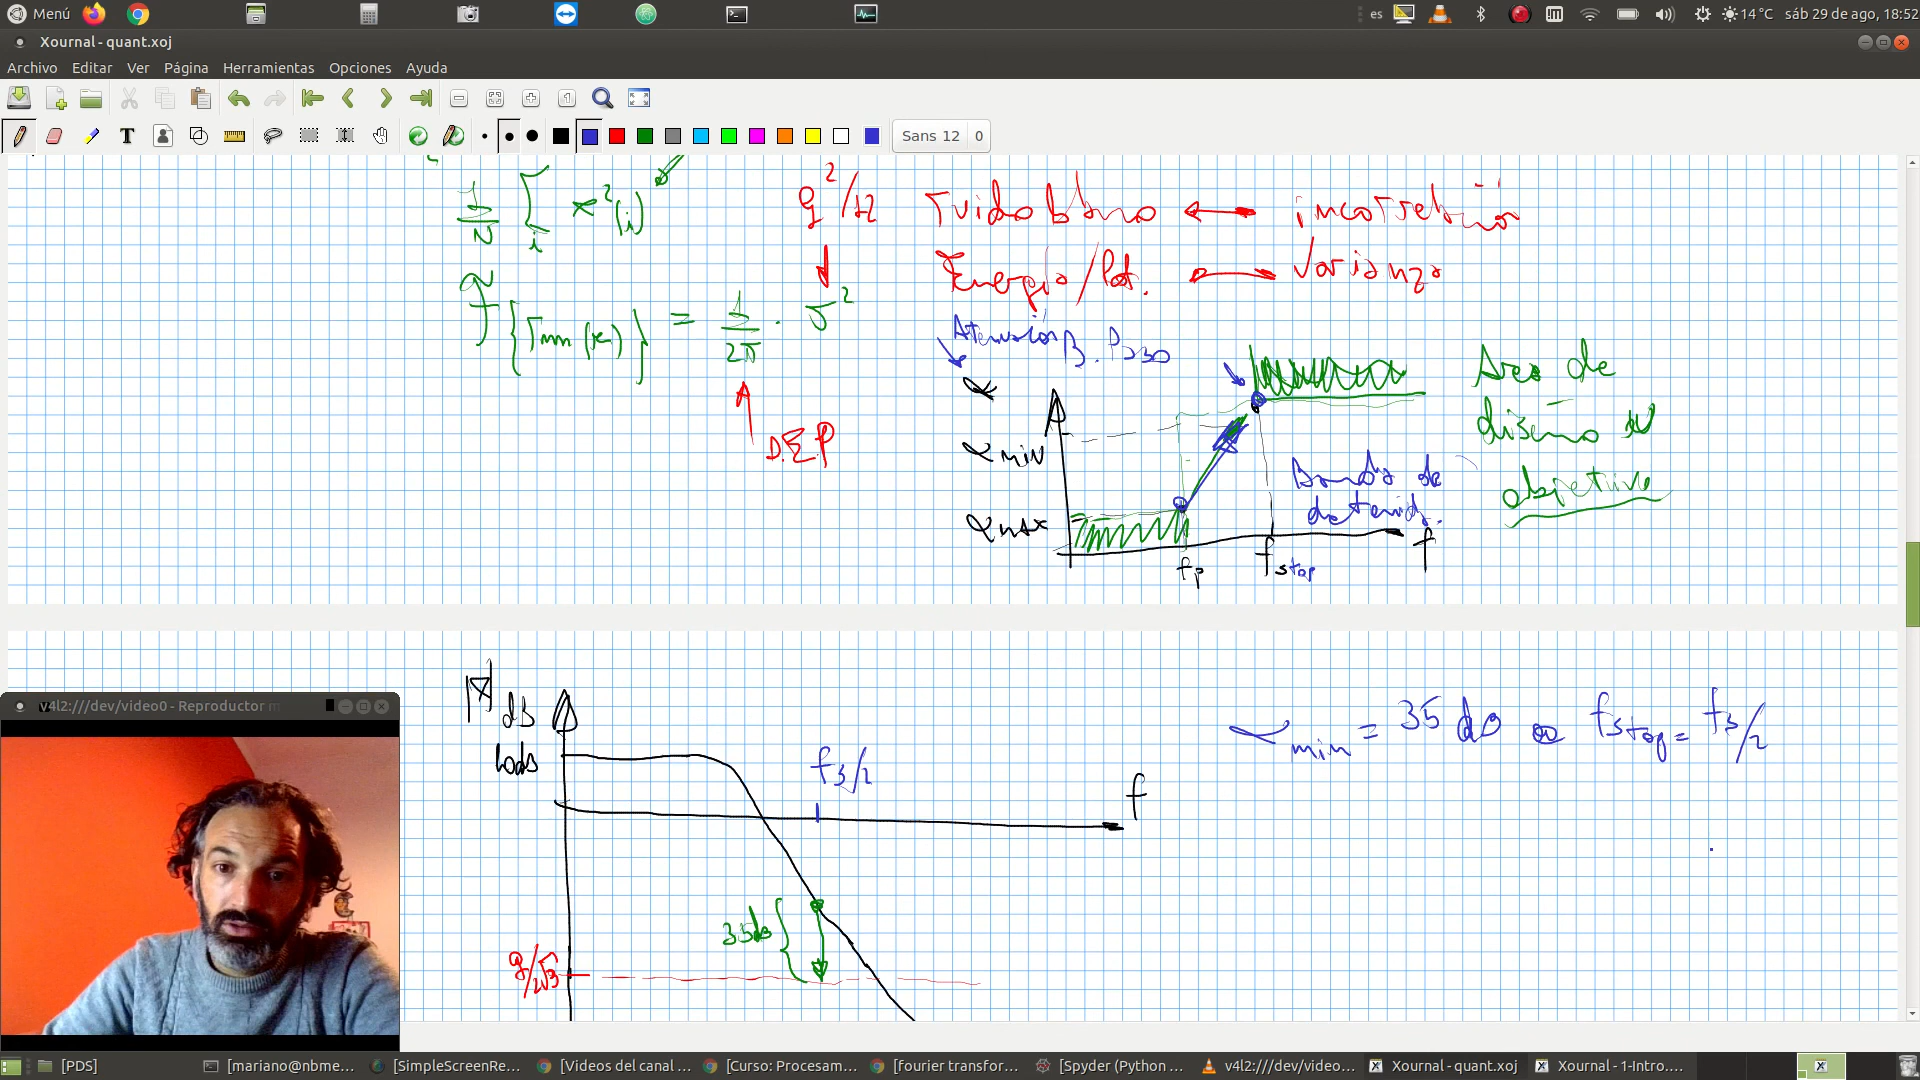 Menú
es
14°C
sáb 29 de ago, 18:52
Xournal - quant.xoj
Archivo Editar Ver Página Herramientas Opciones Ayuda
Sans 12 0
1/N Σ x²(i)
i
q²/12
ruido blanco ↔ incorrelación
Energía/Pot. ↔ Varianza
= 1/2π · σ²
D.E.P
Atenuación B. Paso
α
αmin
αmax
fp
fstop
f
Banda de
detenida.
Area de
diseño u
objetivo
|X| dB
0dB
fs/2
f
35dB
q/2√3
αmin = 35 dB @ fstop = fs/2
v4l2:///dev/video0 - Reproductor m
[PDS]
[mariano@nbme...
[SimpleScreenRe...
[Videos del canal ...
[Curso: Procesam...
[fourier transfor...
[Spyder (Python ...
v4l2:///dev/video...
Xournal - quant.xoj
Xournal - 1-Intro....